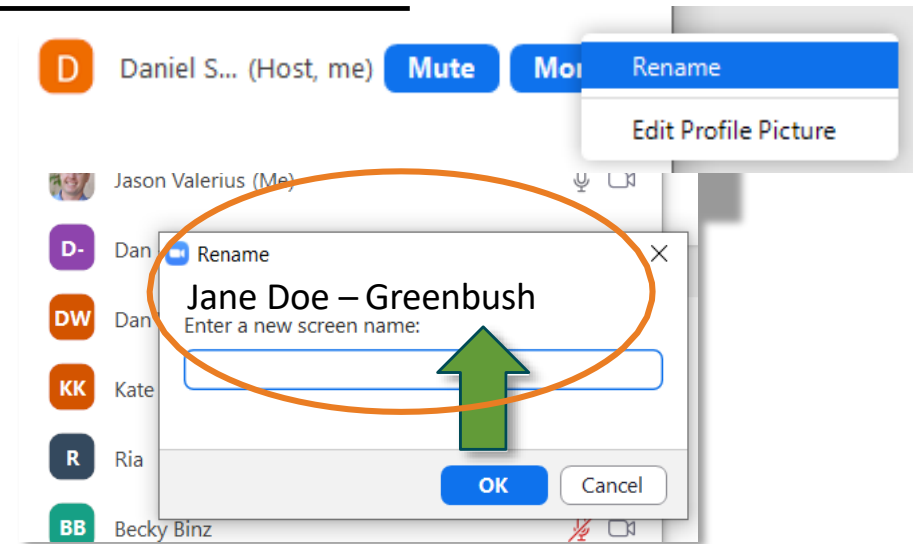 D Daniel S... (Host, me) Mute Mor Rename
Edit Profile Picture
Jason Valerius (Me)
D- Dan Rename
Jane Doe – Greenbush
DW Dan Enter a new screen name:
KK Kate
R Ria
OK Cancel
BB Becky Binz